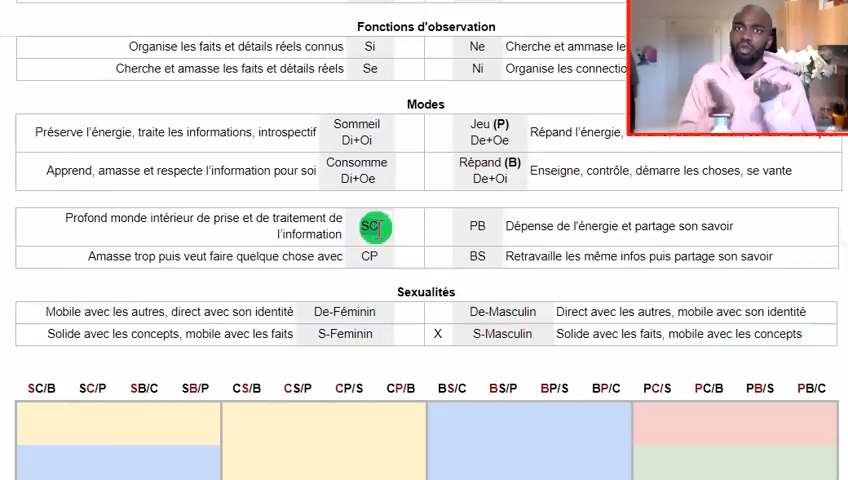 Fonctions d'observation
Organise les faits et détails réels connus Si Ne Cherche et ammase le
Cherche et amasse les faits et détails réels Se Ni Organise les connectio
Modes
Préserve l'énergie, traite les informations, introspectif Sommeil Di+Oi Jeu (P) De+Oe Répand l'énergie,
Apprend, amasse et respecte l'information pour soi Consomme Di+Oe Répand (B) De+Oi Enseigne, contrôle, démarre les choses, se vante
Profond monde intérieur de prise et de traitement de l'information SC PB Dépense de l'énergie et partage son savoir
Amasse trop puis veut faire quelque chose avec CP BS Retravaille les même infos puis partage son savoir
Sexualités
Mobile avec les autres, direct avec son identité De-Féminin De-Masculin Direct avec les autres, mobile avec son identité
Solide avec les concepts, mobile avec les faits S-Feminin X S-Masculin Solide avec les faits, mobile avec les concepts
SC/B SC/P SB/C SB/P CS/B CS/P CP/S CP/B BS/C BS/P BP/S BP/C PC/S PC/B PB/S PB/C